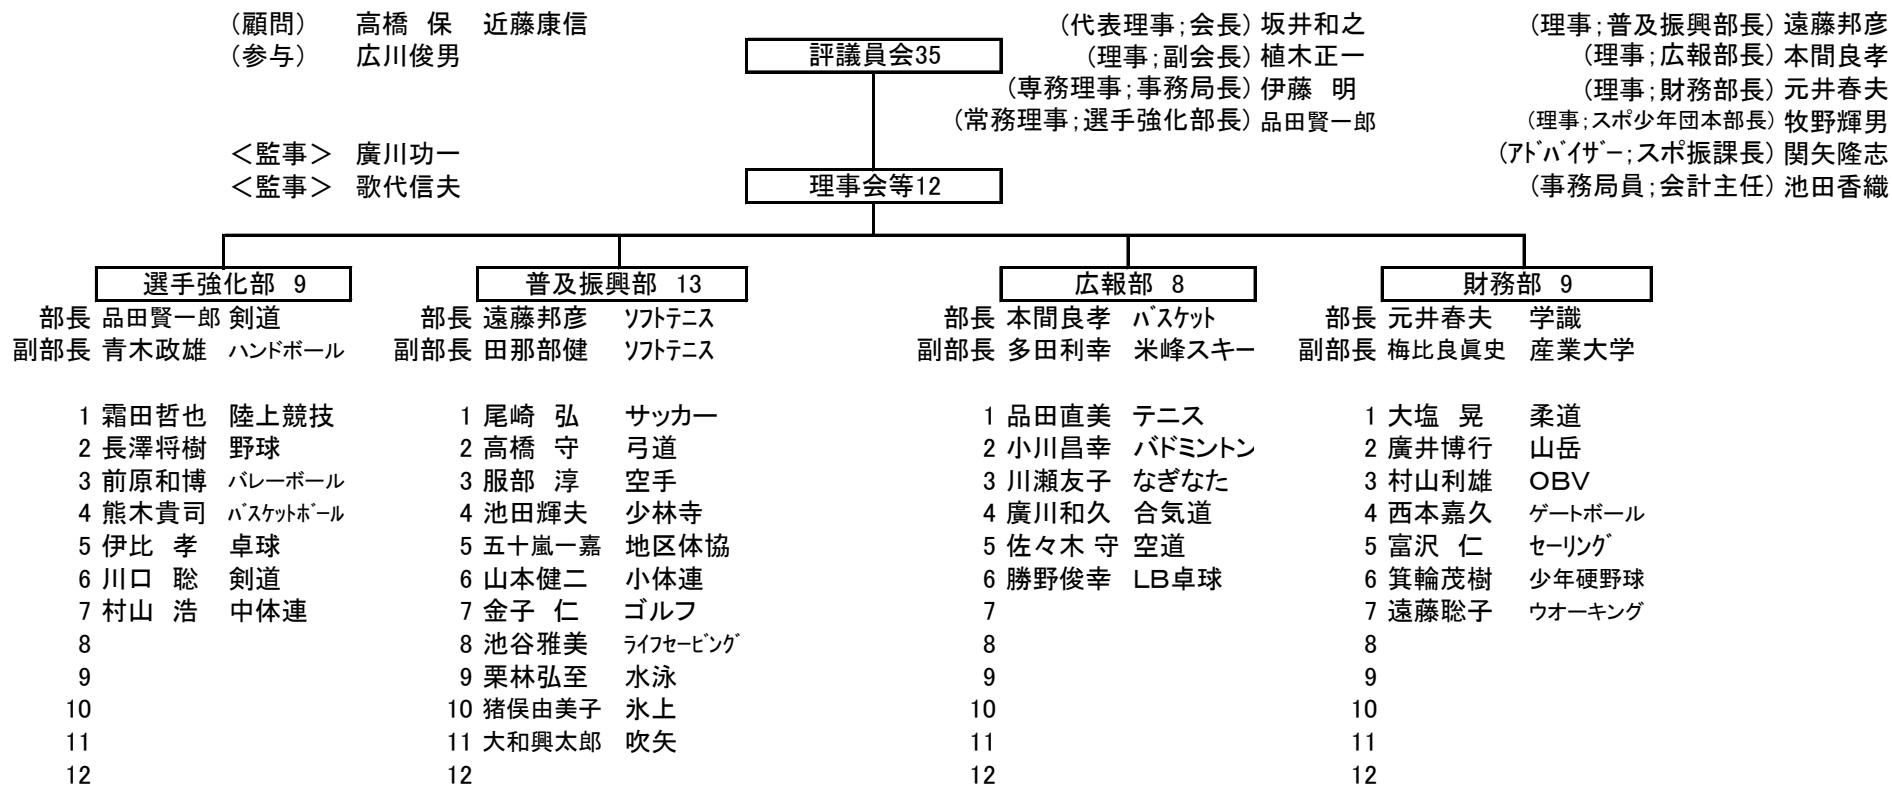 (顧問) 高橋 保 近藤康信 (代表理事;会長) 坂井和之 (理事;普及振興部長) 遠藤邦彦
(参与) 広川俊男 評議員会35 (理事;副会長) 植木正一 (理事;広報部長) 本間良孝
(専務理事;事務局長) 伊藤 明 (理事;財務部長) 元井春夫
(常務理事;選手強化部長) 品田賢一郎 (理事;スポ少年団本部長) 牧野輝男
<監事> 廣川功一 (アドバイザー;スポ振課長) 関矢隆志
<監事> 歌代信夫 理事会等12 (事務局員;会計主任) 池田香織
選手強化部 9 普及振興部 13 広報部 8 財務部 9
部長 品田賢一郎 剣道 部長 遠藤邦彦 ソフトテニス 部長 本間良孝 バスケット 部長 元井春夫 学識
副部長 青木政雄 ハンドボール 副部長 田那部健 ソフトテニス 副部長 多田利幸 米峰スキー 副部長 梅比良眞史 産業大学
1 霜田哲也 陸上競技 1 尾崎 弘 サッカー 1 品田直美 テニス 1 大塩 晃 柔道
2 長澤将樹 野球 2 高橋 守 弓道 2 小川昌幸 バドミントン 2 廣井博行 山岳
3 前原和博 バレーボール 3 服部 淳 空手 3 川瀬友子 なぎなた 3 村山利雄 OBV
4 熊木貴司 バスケットボール 4 池田輝夫 少林寺 4 廣川和久 合気道 4 西本嘉久 ゲートボール
5 伊比 孝 卓球 5 五十嵐一嘉 地区体協 5 佐々木 守 空道 5 富沢 仁 セーリング
6 川口 聡 剣道 6 山本健二 小体連 6 勝野俊幸 LB卓球 6 箕輪茂樹 少年硬野球
7 村山 浩 中体連 7 金子 仁 ゴルフ 7 7 遠藤聡子 ウオーキング
8 8 池谷雅美 ライフセービング 8 8
9 9 栗林弘至 水泳 9 9
10 10 猪俣由美子 氷上 10 10
11 11 大和興太郎 吹矢 11 11
12 12 12 12